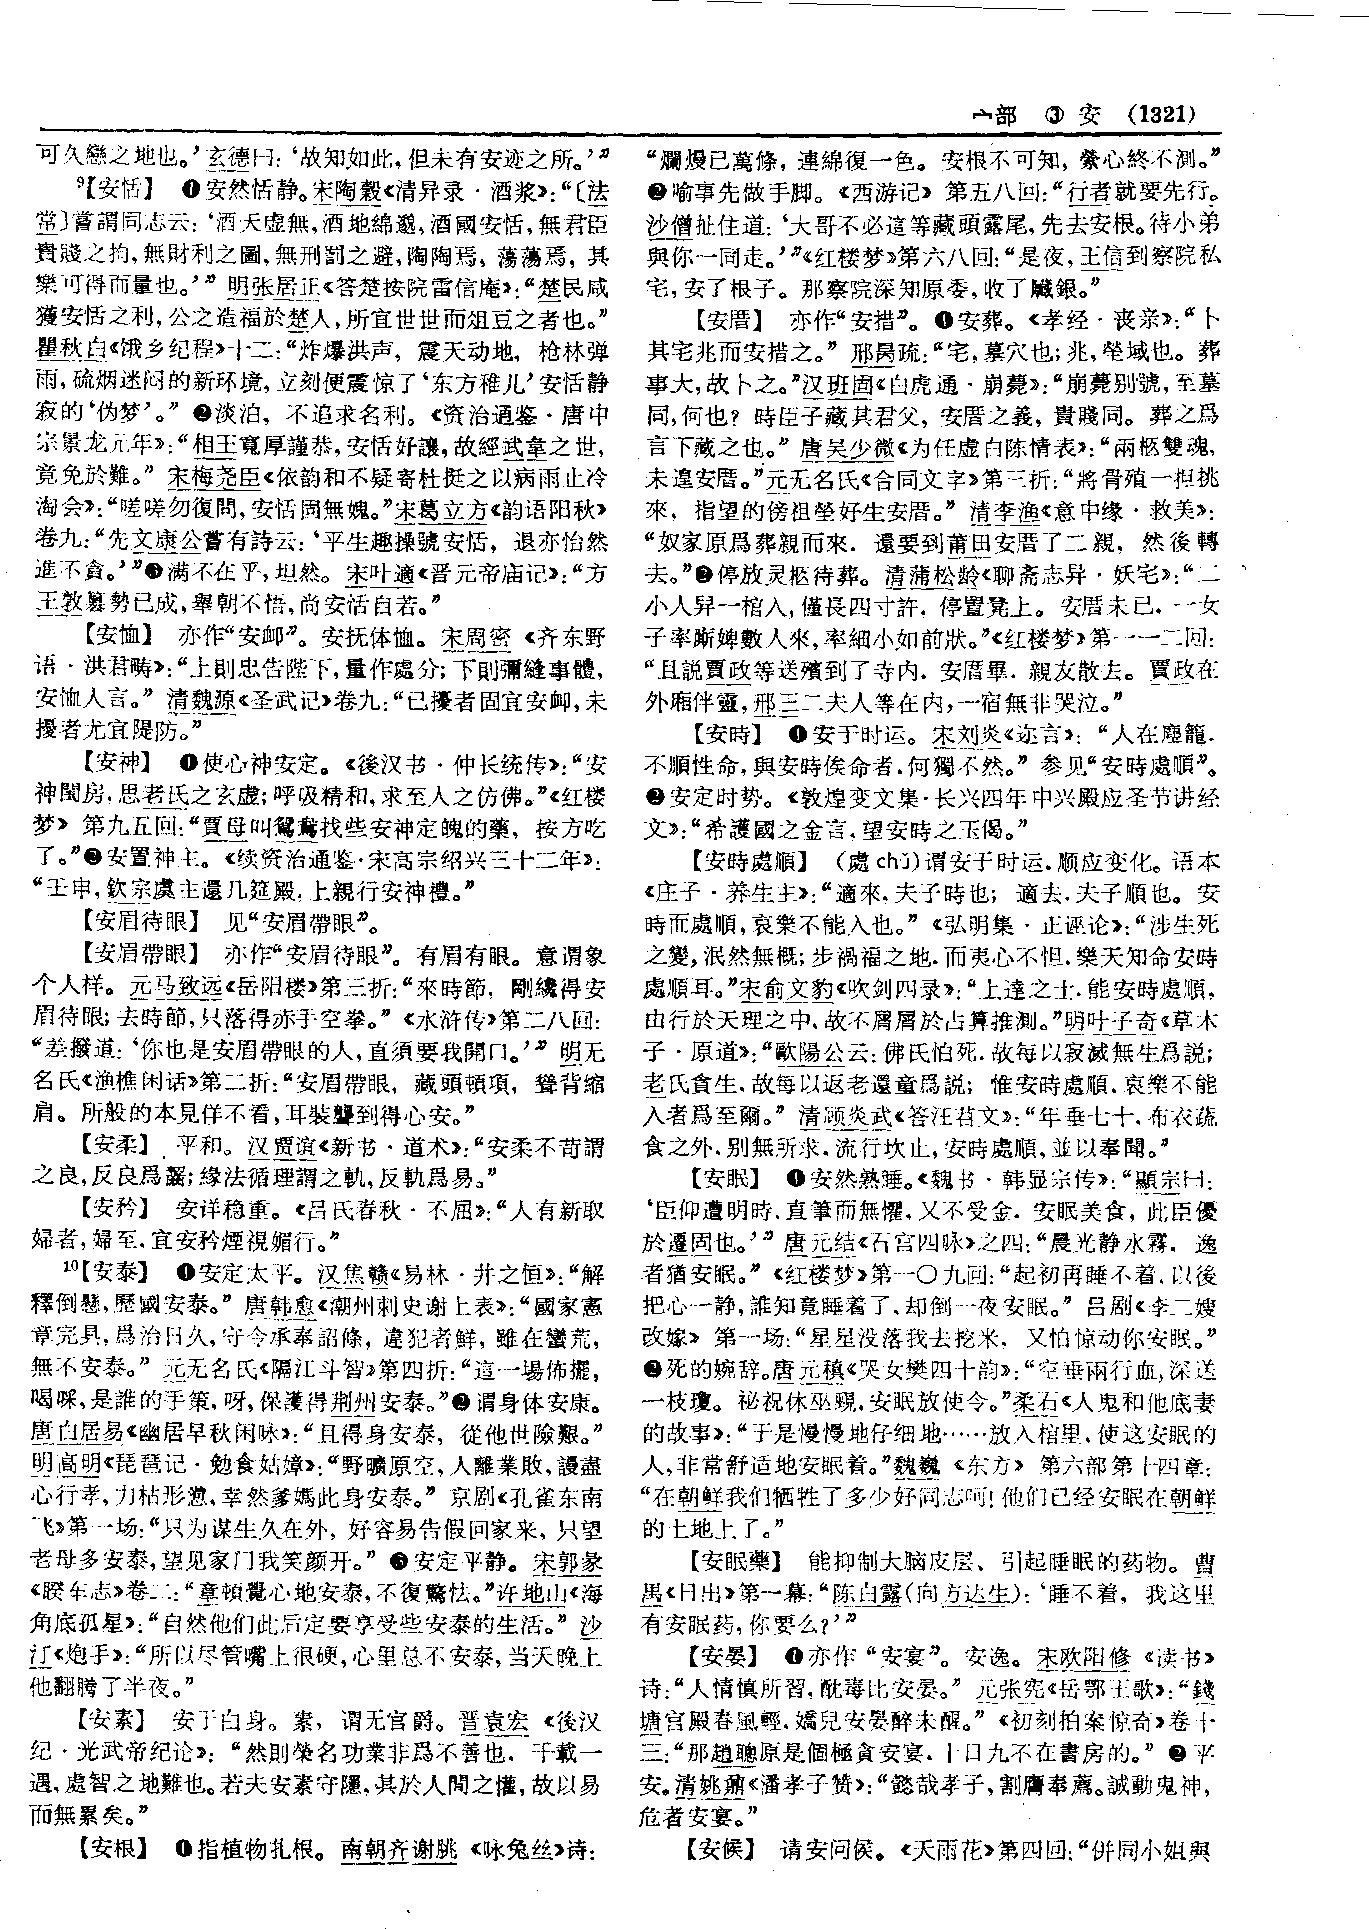 宀部 ③ 安 (1321)
可久戀之地也。’玄德曰：‘故知如此，但未有安迹之所。’”
⁹【安恬】 ❶安然恬静。宋陶穀《清异录·酒浆》：“〔法
常〕嘗謂同志云：‘酒天虚無，酒地綿邈，酒國安恬，無君臣
貴賤之拘，無財利之圖，無刑罰之避，陶陶焉，蕩蕩焉，其
樂可得而量也。’” 明张居正《答楚按院雷信庵》：“楚民咸
獲安恬之利，公之造福於楚人，所宜世世而俎豆之者也。”
瞿秋白《饿乡纪程》十二：“炸爆洪声，震天动地，枪林弹
雨，硫烟迷闷的新环境，立刻便震惊了‘东方稚儿’安恬静
寂的‘伪梦’。” ❷淡泊，不追求名利。《资治通鉴·唐中
宗景龙元年》：“相王寬厚謹恭，安恬好讓，故經武韋之世，
竟免於難。” 宋梅尧臣《依韵和不疑寄杜挺之以病雨止冷
淘会》：“嗟嗟勿復問，安恬固無媿。”宋葛立方《韵语阳秋》
卷九：“先文康公嘗有詩云：‘平生趣操號安恬，退亦怡然
進不貪。’”❸满不在乎，坦然。 宋叶適《晋元帝庙记》：“方
王敦簒勢已成，舉朝不悟，尚安活自若。”
【安恤】 亦作“安卹”。安抚体恤。 宋周密《齐东野
语·洪君畴》：“上則忠告陛下，量作處分；下則彌縫事體，
安恤人言。” 清魏源《圣武记》卷九：“已擾者固宜安卹，未
擾者尤宜隄防。”
【安神】 ❶使心神安定。《後汉书·仲长统传》：“安
神閨房，思老氏之玄虚；呼吸精和，求至人之仿佛。”《红楼
梦》第九五回：“賈母叫鴛鴦找些安神定魄的藥，按方吃
了。”❷安置神主。《续资治通鉴·宋高宗绍兴三十二年》：
“壬申，欽宗虞主還几筵殿，上親行安神禮。”
【安眉待眼】 见“安眉帶眼”。
【安眉帶眼】 亦作“安眉待眼”。有眉有眼。意谓象
个人样。 元马致远《岳阳楼》第三折：“來時節，剛纔得安
眉待眼；去時節，只落得赤手空拳。”《水浒传》第二八回：
“差撥道：‘你也是安眉帶眼的人，直須要我開口。’” 明无
名氏《渔樵闲话》第二折：“安眉帶眼，藏頭頓項，聳背縮
肩。所般的本見佯不看，耳裝聾到得心安。”
【安柔】 平和。汉贾谊《新书·道术》：“安柔不苛謂
之良，反良爲齧；緣法循理謂之軌，反軌爲易。”
【安矜】 安详稳重。《吕氏春秋·不屈》：“人有新取
婦者，婦至，宜安矜煙視媚行。”
¹⁰【安泰】 ❶安定太平。汉焦赣《易林·井之恒》：“解
釋倒懸，歷國安泰。” 唐韩愈《潮州刺史谢上表》：“國家憲
章完具，爲治日久，守令承奉詔條，違犯者鮮，雖在蠻荒，
無不安泰。” 元无名氏《隔江斗智》第四折：“這一場佈擺，
喝啋，是誰的手策，呀，保護得荆州安泰。”❷谓身体安康。
唐白居易《幽居早秋闲咏》：“且得身安泰，從他世險艱。”
明高明《琵琶记·勉食姑嫜》：“野曠原空，人離業敗，謾盡
心行孝，力枯形憊，幸然爹媽此身安泰。” 京剧《孔雀东南
飞》第一场：“只为谋生久在外，好容易告假回家来，只望
老母多安泰，望见家门我笑颜开。” ❸安定平静。宋郭彖
《睽车志》卷二：“章頓覺心地安泰，不復驚怯。”许地山《海
角底孤星》：“自然他们此后定要享受些安泰的生活。” 沙
汀《炮手》：“所以尽管嘴上很硬，心里总不安泰，当天晚上
他翻腾了半夜。”
【安素】 安于白身。素，谓无官爵。晋袁宏《後汉
纪·光武帝纪论》：“然則榮名功業非爲不善也，千載一
遇，處智之地難也。若夫安素守隱，其於人間之懽，故以易
而無累矣。”
【安根】 ❶指植物扎根。 南朝齐谢朓《咏兔丝》诗：
“爛熳已萬條，連綿復一色。安根不可知，縈心終不測。”
❷喻事先做手脚。《西游记》第五八回：“行者就要先行。
沙僧扯住道：‘大哥不必這等藏頭露尾，先去安根。待小弟
與你一同走。’”《红楼梦》第六八回：“是夜，王信到察院私
宅，安了根子。那察院深知原委，收了贓銀。”
【安厝】 亦作“安措”。❶安葬。《孝经·丧亲》：“卜
其宅兆而安措之。” 邢昺疏：“宅，墓穴也；兆，塋域也。葬
事大，故卜之。”汉班固《白虎通·崩薨》：“崩薨别號，至墓
同，何也？時臣子藏其君父，安厝之義，貴賤同。葬之爲
言下藏之也。” 唐吴少微《为任虚白陈情表》：“兩柩雙魂，
未遑安厝。”元无名氏《合同文字》第三折：“將骨殖一担挑
來，指望的傍祖塋好生安厝。” 清李渔《意中缘·救美》：
“奴家原爲葬親而來，還要到莆田安厝了二親，然後轉
去。”❷停放灵柩待葬。 清蒲松龄《聊斋志异·妖宅》：“二
小人舁一棺入，僅長四寸許，停置凳上。安厝未已，一女
子率厮婢數人來，率細小如前狀。”《红楼梦》第一一二回：
“且説賈政等送殯到了寺内，安厝畢，親友散去。賈政在
外廂伴靈，邢三二夫人等在内，一宿無非哭泣。”
【安時】 ❶安于时运。宋刘炎《迩言》：“人在塵籠，
不順性命，與安時俟命者，何獨不然。” 参见“安時處順”。
❷安定时势。《敦煌变文集·长兴四年中兴殿应圣节讲经
文》：“希護國之金言，望安時之玉偈。”
【安時處順】 （處chǔ）谓安于时运，顺应变化。语本
《庄子·养生主》：“適來，夫子時也；適去，夫子順也。安
時而處順，哀樂不能入也。”《弘明集·正诬论》：“涉生死
之變，泯然無概；步禍福之地，而夷心不怛，樂天知命安時
處順耳。”宋俞文豹《吹剑四录》：“上達之士，能安時處順，
由行於天理之中，故不屑屑於占算推測。”明叶子奇《草木
子·原道》：“歐陽公云：佛氏怕死，故每以寂滅無生爲説；
老氏貪生，故每以返老還童爲説；惟安時處順，哀樂不能
入者爲至爾。” 清顾炎武《答汪苕文》：“年垂七十，布衣蔬
食之外，别無所求，流行坎止，安時處順，並以奉聞。”
【安眠】 ❶安然熟睡。《魏书·韩显宗传》：“顯宗曰：
‘臣仰遭明時，直筆而無懼，又不受金，安眠美食，此臣優
於遷固也。’” 唐元结《石宫四咏》之四：“晨光静水霧，逸
者猶安眠。”《红楼梦》第一〇九回：“起初再睡不着，以後
把心一静，誰知竟睡着了，却倒一夜安眠。” 吕剧《李二嫂
改嫁》第一场：“星星没落我去挖米，又怕惊动你安眠。”
❷死的婉辞。唐元稹《哭女樊四十韵》：“空垂兩行血，深送
一枝瓊。祕祝休巫覡，安眠放使令。”柔石《人鬼和他底妻
的故事》：“于是慢慢地仔细地……放入棺里，使这安眠的
人，非常舒适地安眠着。”魏巍《东方》第六部第十四章：
“在朝鲜我们牺牲了多少好同志呵！他们已经安眠在朝鲜
的土地上了。”
【安眠藥】 能抑制大脑皮层、引起睡眠的药物。曹
禺《日出》第一幕：“陈白露（向方达生）：‘睡不着，我这里
有安眠药，你要么？’”
【安晏】 ❶亦作“安宴”。安逸。宋欧阳修《读书》
诗：“人情慎所習，酖毒比安晏。” 元张宪《岳鄂王歌》：“錢
塘宫殿春風輕，嬌兒安晏醉未醒。”《初刻拍案惊奇》卷十
三：“那趙聰原是個極貪安宴，十日九不在書房的。” ❷平
安。清姚鼐《潘孝子赞》：“懿哉孝子，割膚奉薦。誠動鬼神，
危者安宴。”
【安候】 请安问候。《天雨花》第四回：“併同小姐與